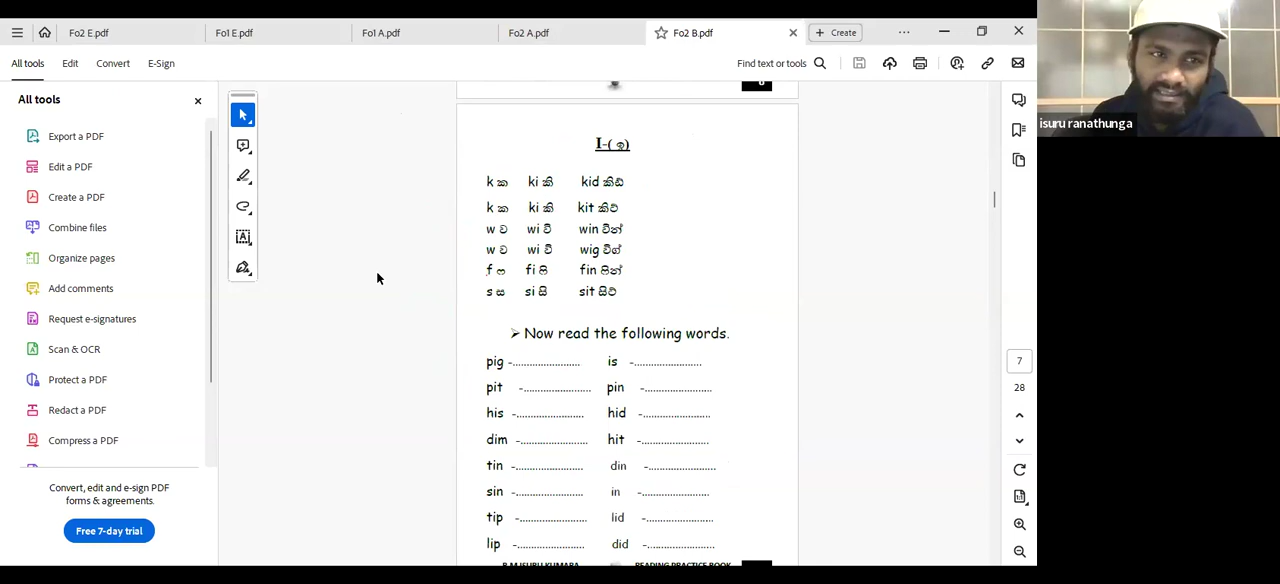 Fo2 E.pdf Fo1 E.pdf Fo1 A.pdf Fo2 A.pdf Fo2 B.pdf Create
All tools Edit Convert E-Sign Find text or tools
isuru ranathunga
All tools
Export a PDF
Edit a PDF
Create a PDF
Combine files
Organize pages
Add comments
Request e-signatures
Scan & OCR
Protect a PDF
Redact a PDF
Compress a PDF
Convert, edit and e-sign PDF
forms & agreements.
Free 7-day trial
I-( ඉ)
k ක ki කි kid කිඩ්
k ක ki කි kit කිට්
w ව wi වි win වින්
w ව wi වි wig විග්
f ෆ fi ෆි fin ෆින්
s ස si සි sit සිට්
➢ Now read the following words.
pig -........................ is -........................
pit -........................ pin -........................
his -........................ hid -........................
dim -........................ hit -........................
tin -........................ din -........................
sin -........................ in -........................
tip -........................ lid -........................
lip -........................ did -........................
7
28